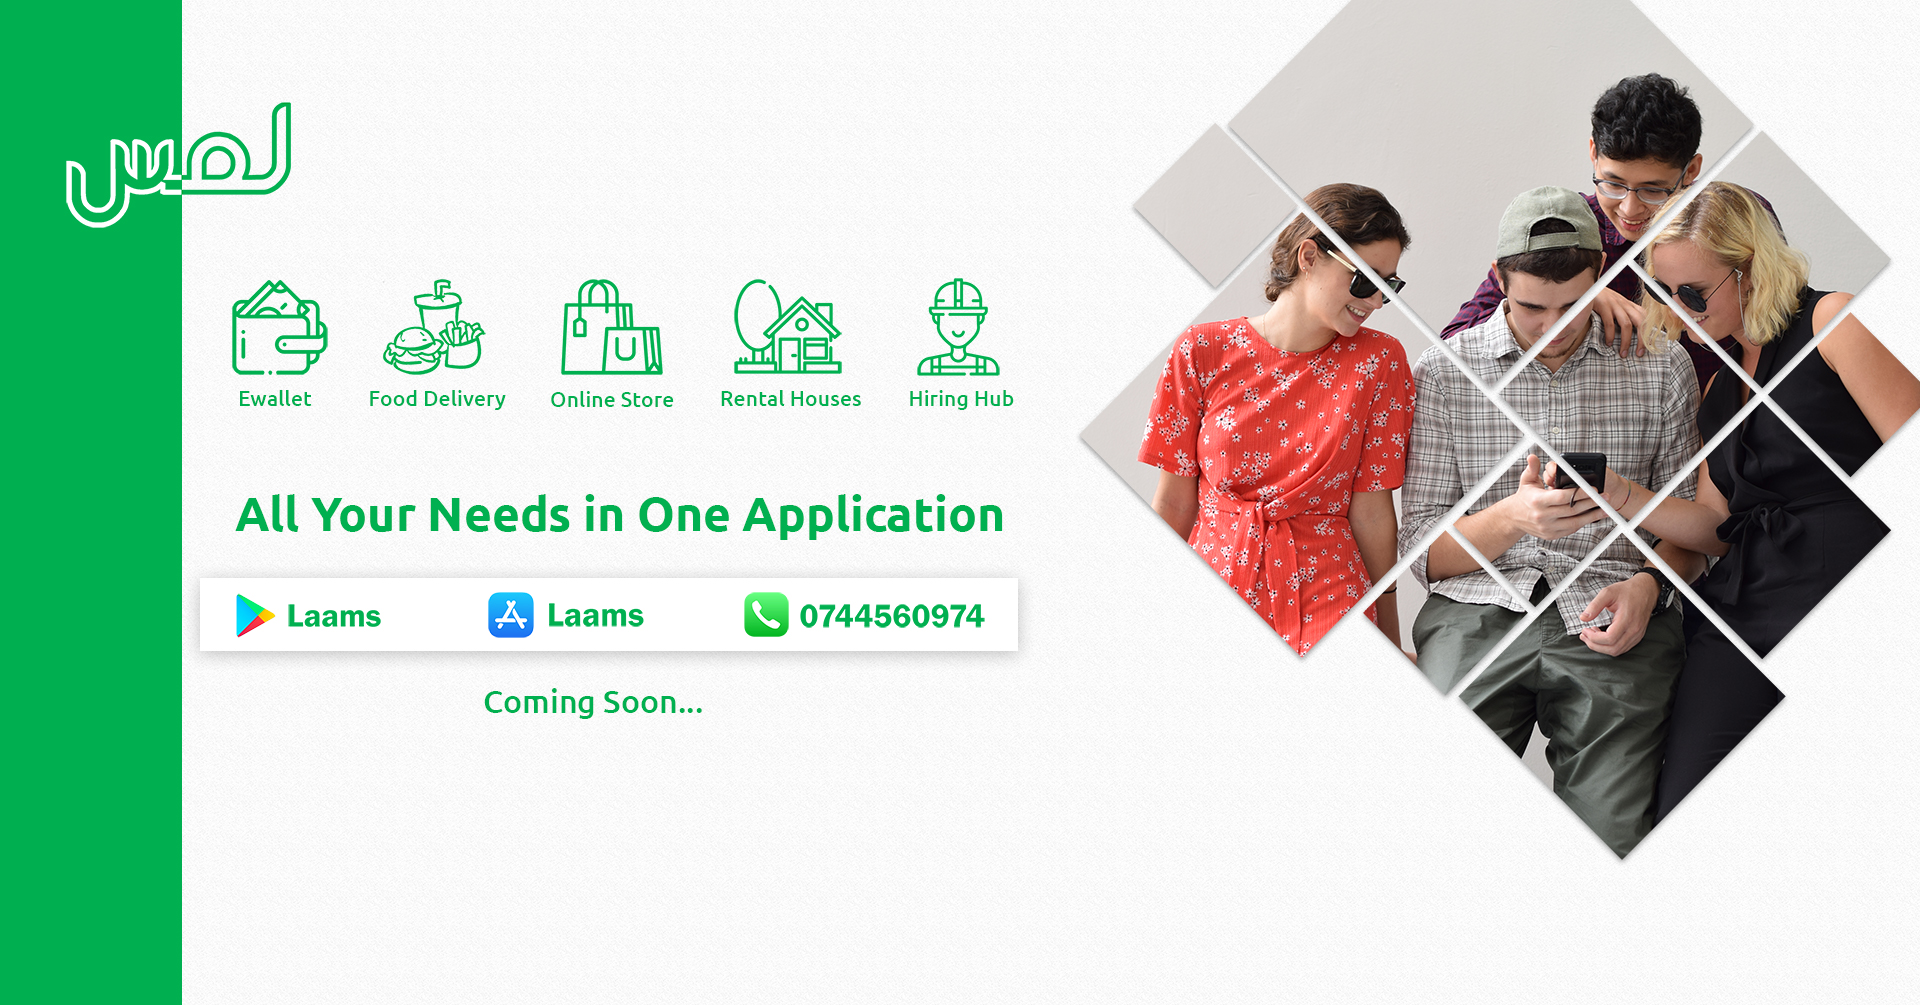 لمس
Ewallet
Food Delivery
Online Store
Rental Houses
Hiring Hub
All Your Needs in One Application
Laams
Laams
0744560974
Coming Soon...